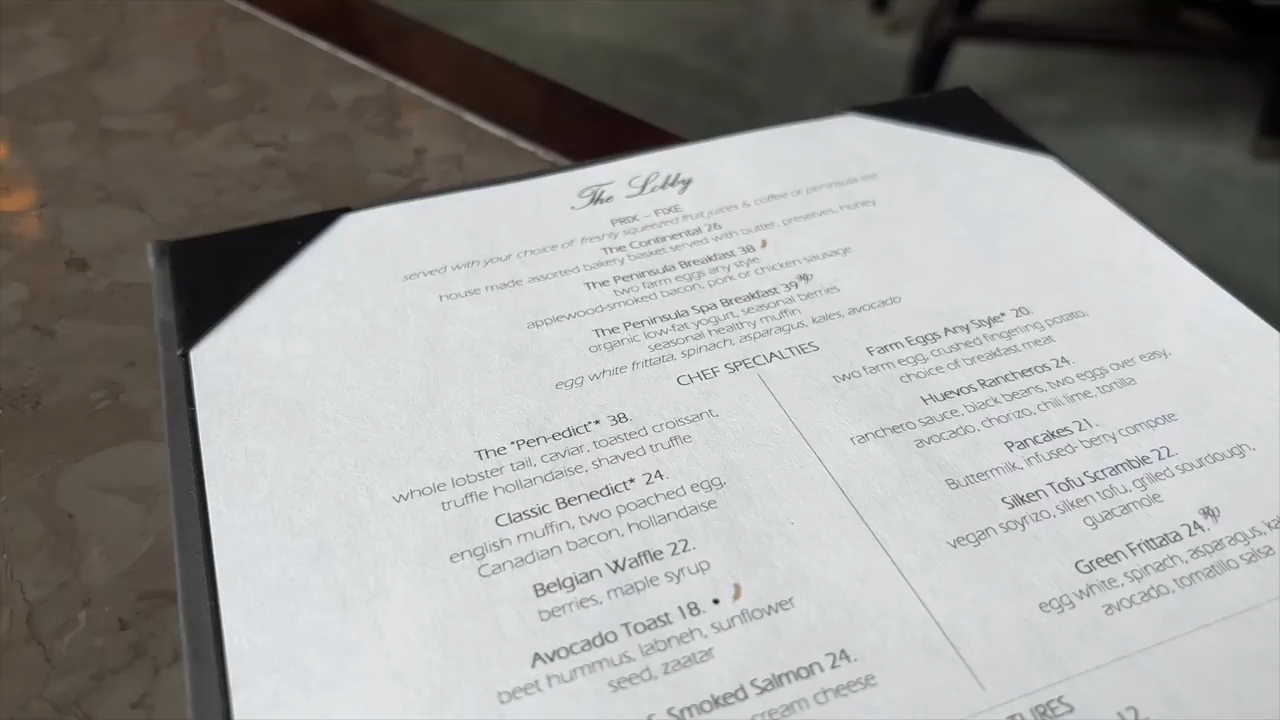 The Lobby
PRIX – FIXE
served with your choice of freshly squeezed fruit juices & coffee or peninsula tea
The Continental 26
house made assorted bakery basket served with butter, preserves, honey
The Peninsula Breakfast 38
two farm eggs any style
applewood-smoked bacon, pork or chicken sausage
The Peninsula Spa Breakfast 39
organic low-fat yogurt, seasonal berries
seasonal healthy muffin
egg white frittata, spinach, asparagus, kales, avocado
CHEF SPECIALTIES
The "Pen-edict"* 38.
whole lobster tail, caviar, toasted croissant,
truffle hollandaise, shaved truffle
Classic Benedict* 24.
english muffin, two poached egg,
Canadian bacon, hollandaise
Belgian Waffle 22.
berries, maple syrup
Avocado Toast 18. •
beet hummus, labneh, sunflower
seed, zaatar
Smoked Salmon 24.
cream cheese
Farm Eggs Any Style* 20.
two farm egg, crushed fingerling potato,
choice of breakfast meat
Huevos Rancheros 24.
ranchero sauce, black beans, two eggs over easy,
avocado, chorizo, chili lime, tortilla
Pancakes 21.
Buttermilk, infused- berry compote
Silken Tofu Scramble 22.
vegan soyrizo, silken tofu, grilled sourdough,
guacamole
Green Frittata 24.
egg white, spinach, asparagus,
avocado, tomatillo salsa
12